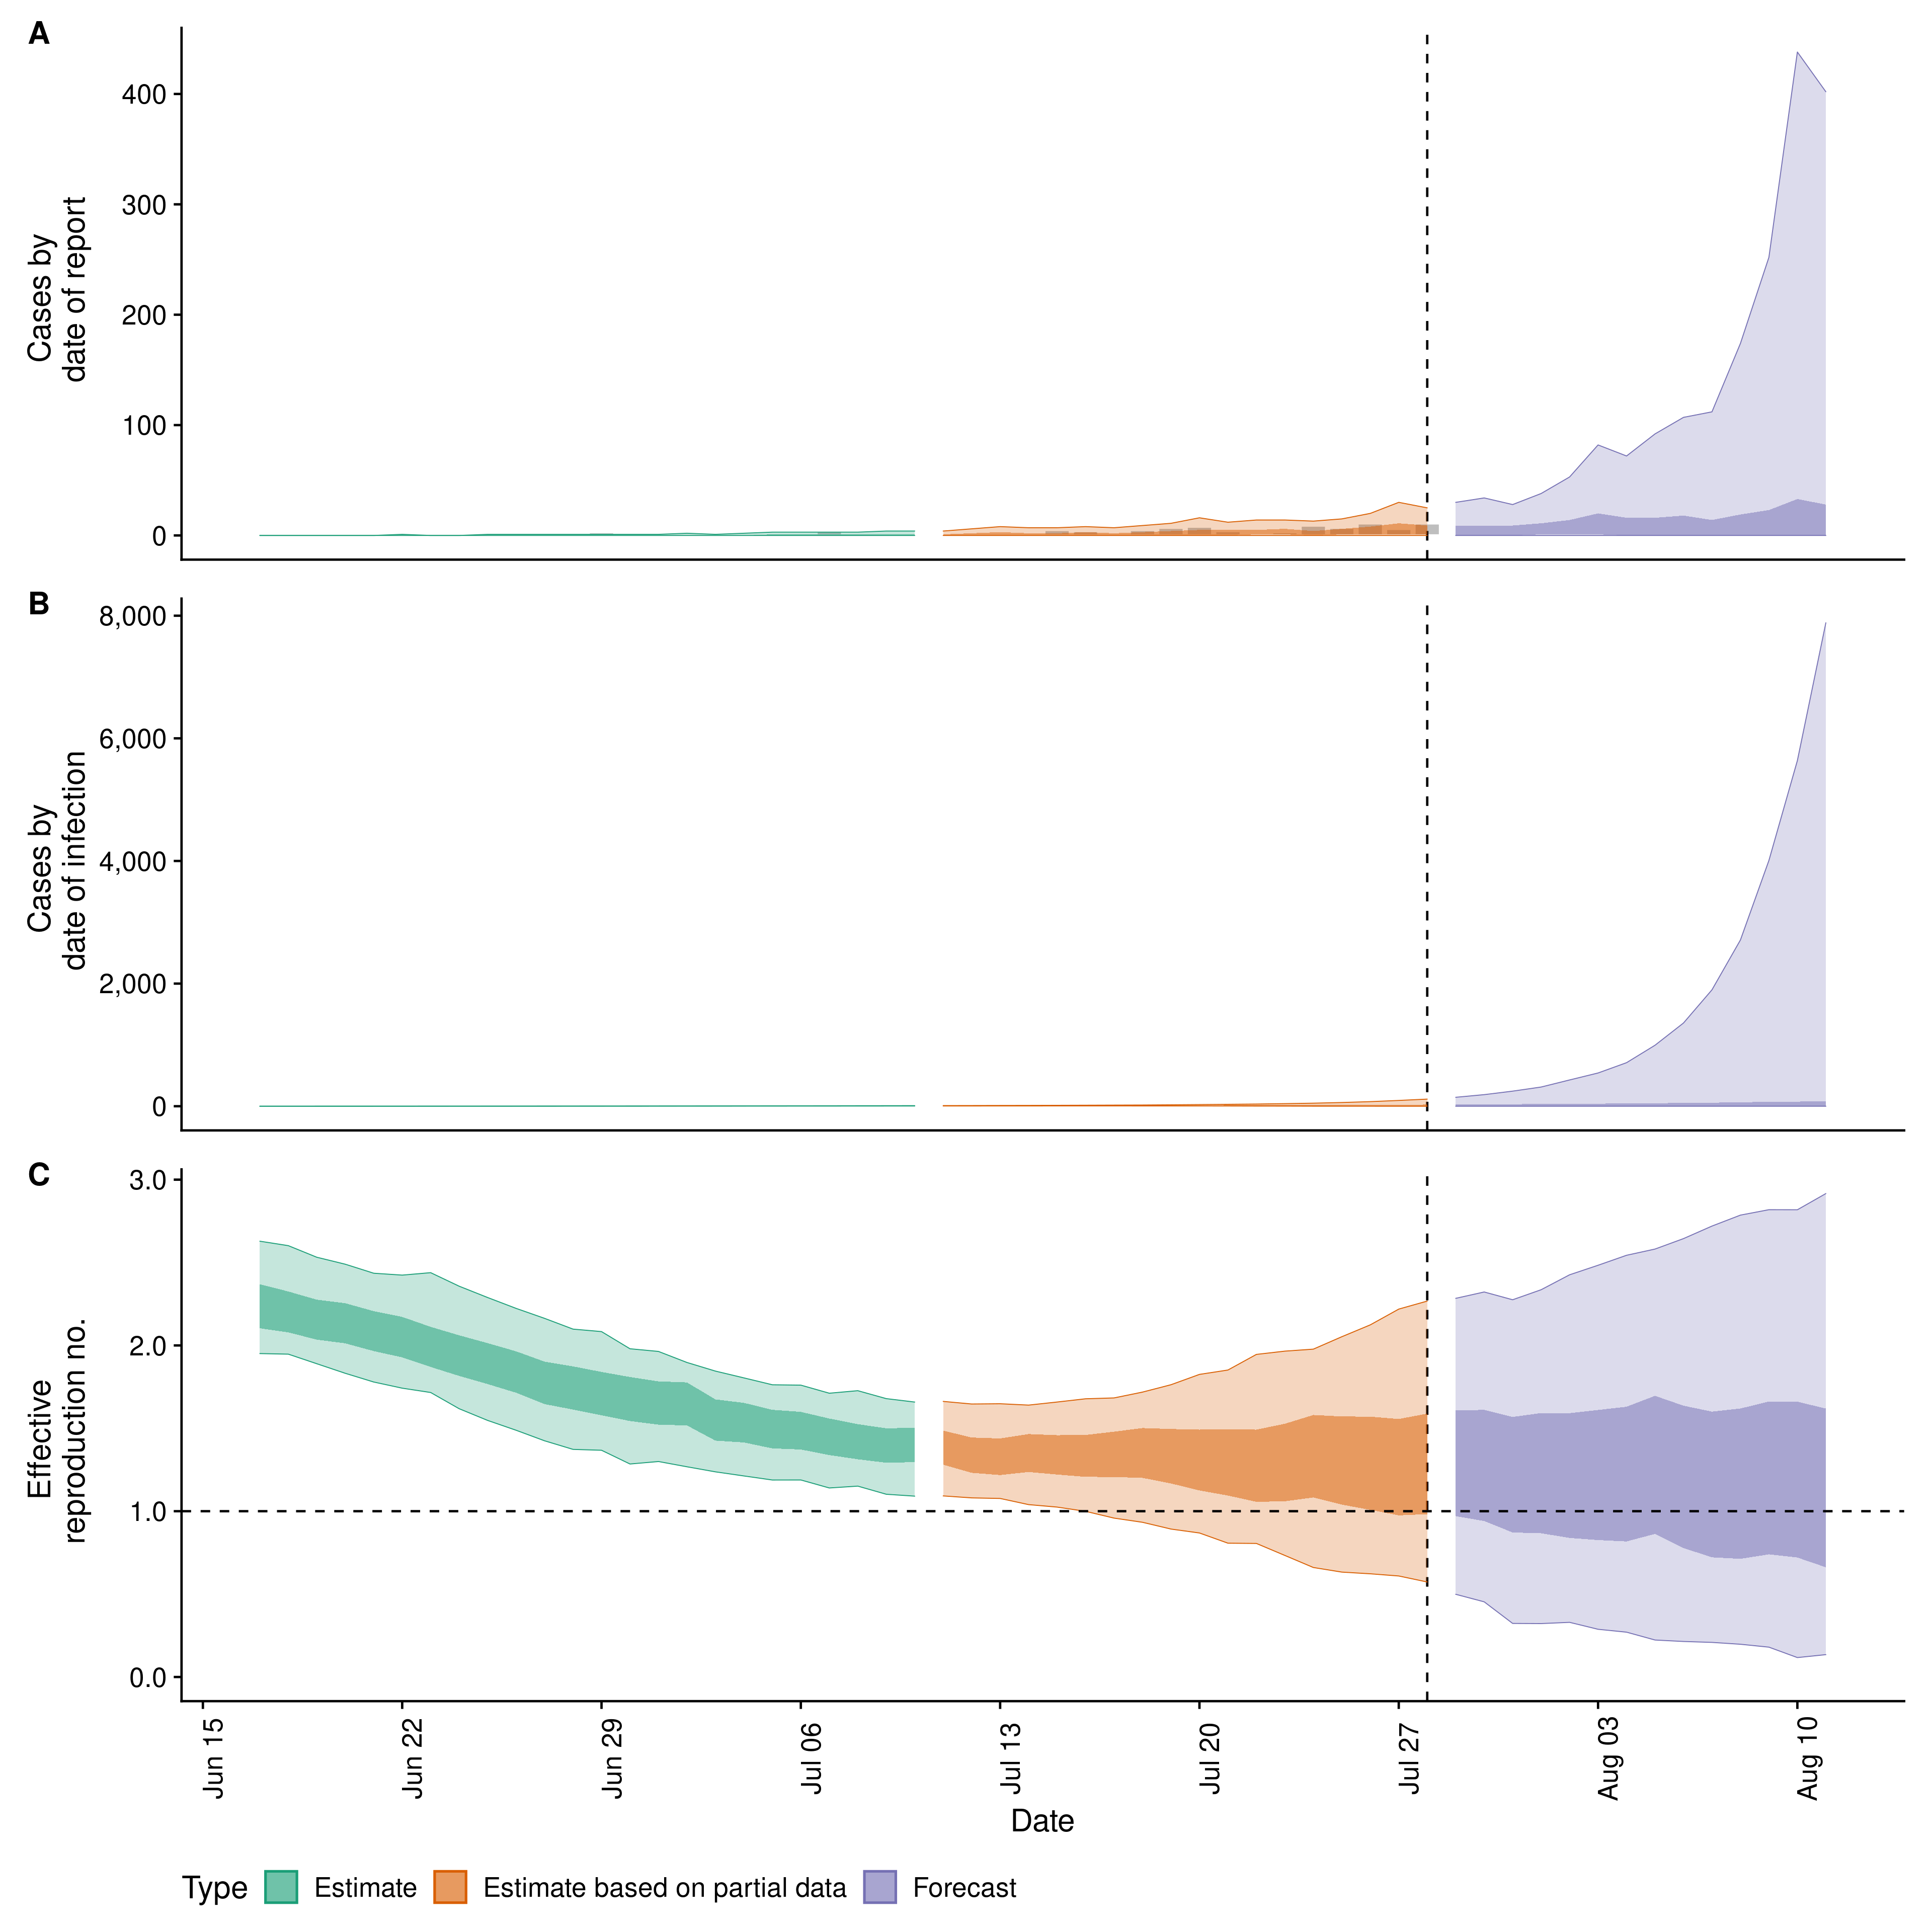 A
Cases by
date of report
400
300
200
100
0
B
Cases by
date of infection
8,000
6,000
4,000
2,000
0
C
Effective
reproduction no.
3.0
2.0
1.0
0.0
Jun 15
Jun 22
Jun 29
Jul 06
Jul 13
Jul 20
Jul 27
Aug 03
Aug 10
Date
Type Estimate Estimate based on partial data Forecast